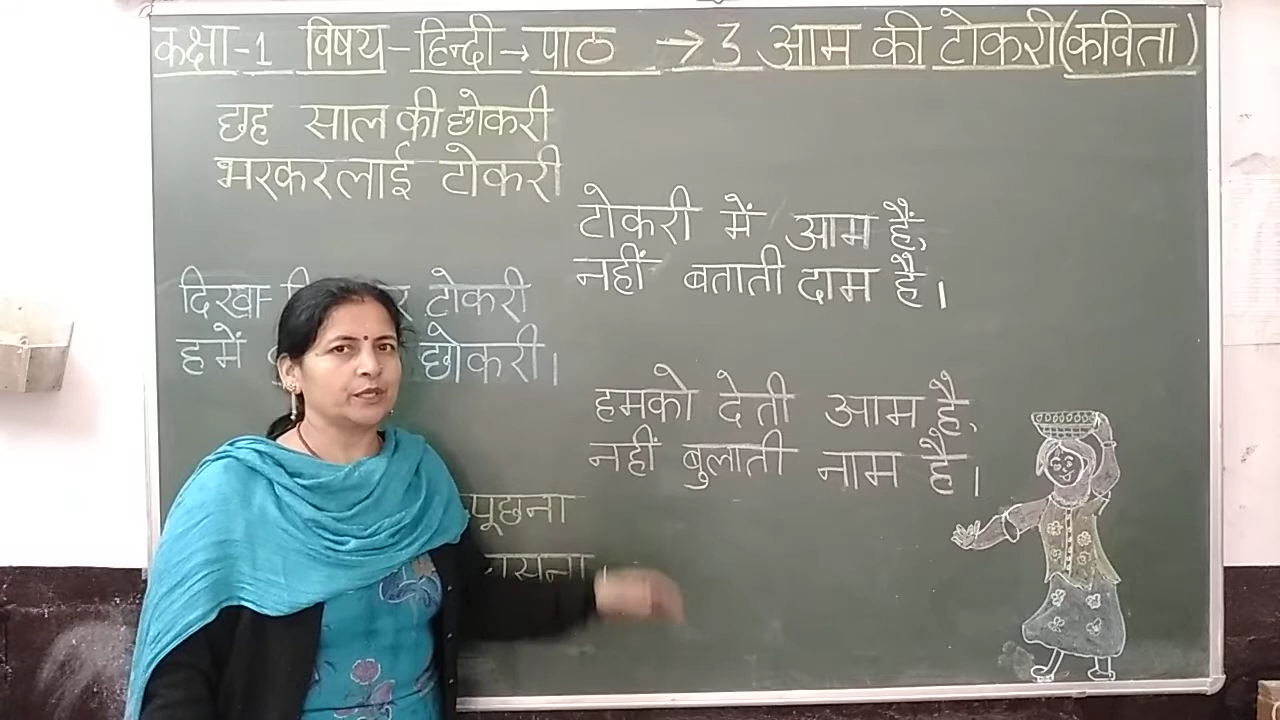 कक्षा-1 विषय-हिन्दी→पाठ →3 आम की टोकरी(कविता)
छह साल की छोकरी
भरकर लाई टोकरी
दिखा टोकरी
हमें छोकरी।
पूछना
टोकरी में आम हैं,
नहीं बताती दाम है।
हमको देती आम है,
नहीं बुलाती नाम है।